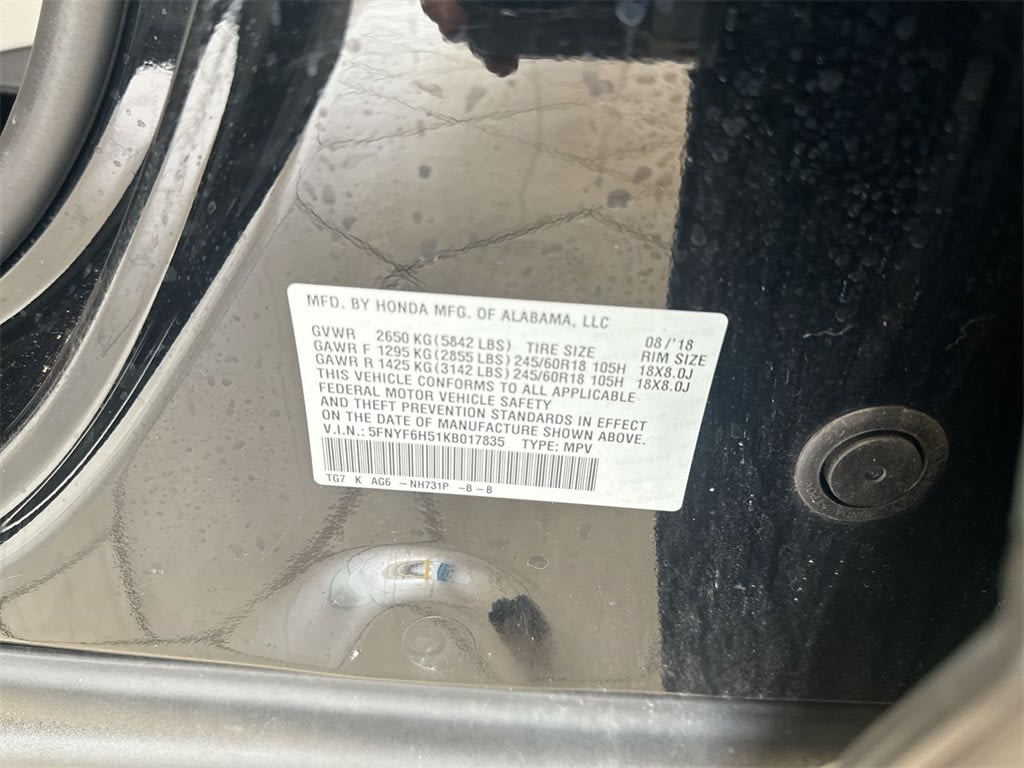 MFD. BY HONDA MFG. OF ALABAMA, LLC
GVWR 2650 KG(5842 LBS) TIRE SIZE 08/'18 RIM SIZE
GAWR F 1295 KG(2855 LBS) 245/60R18 105H 18X8.0J
GAWR R 1425 KG(3142 LBS) 245/60R18 105H 18X8.0J
THIS VEHICLE CONFORMS TO ALL APPLICABLE
FEDERAL MOTOR VEHICLE SAFETY
AND THEFT PREVENTION STANDARDS IN EFFECT
ON THE DATE OF MANUFACTURE SHOWN ABOVE.
V.I.N.: 5FNYF6H51KB017835 TYPE: MPV
TG7 K AG6 -NH731P -B-B